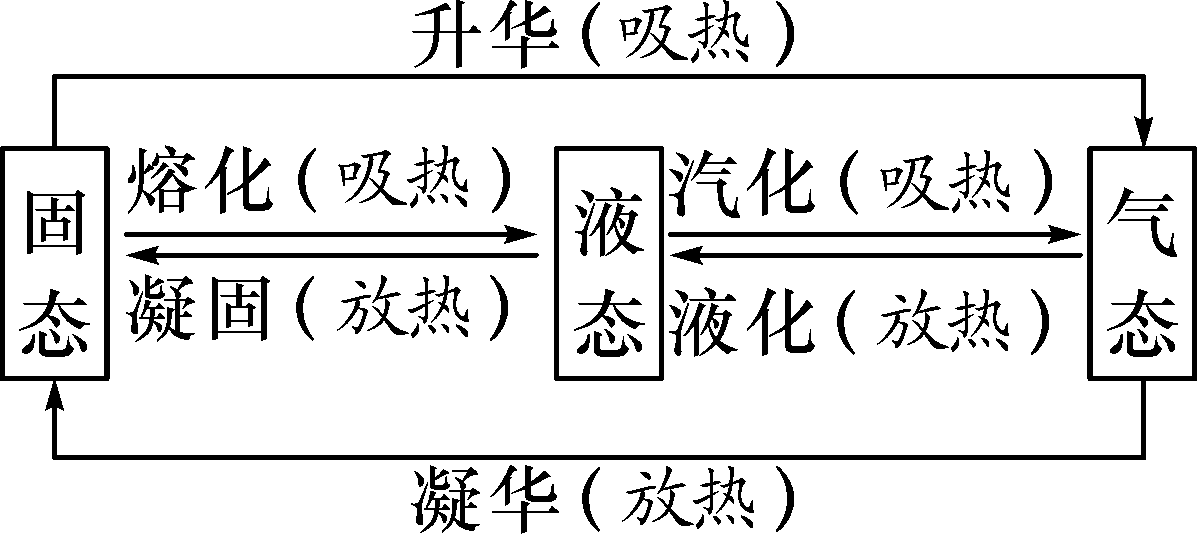 升华(吸热)
固态
熔化(吸热)
凝固(放热)
液态
汽化(吸热)
液化(放热)
气态
凝华(放热)